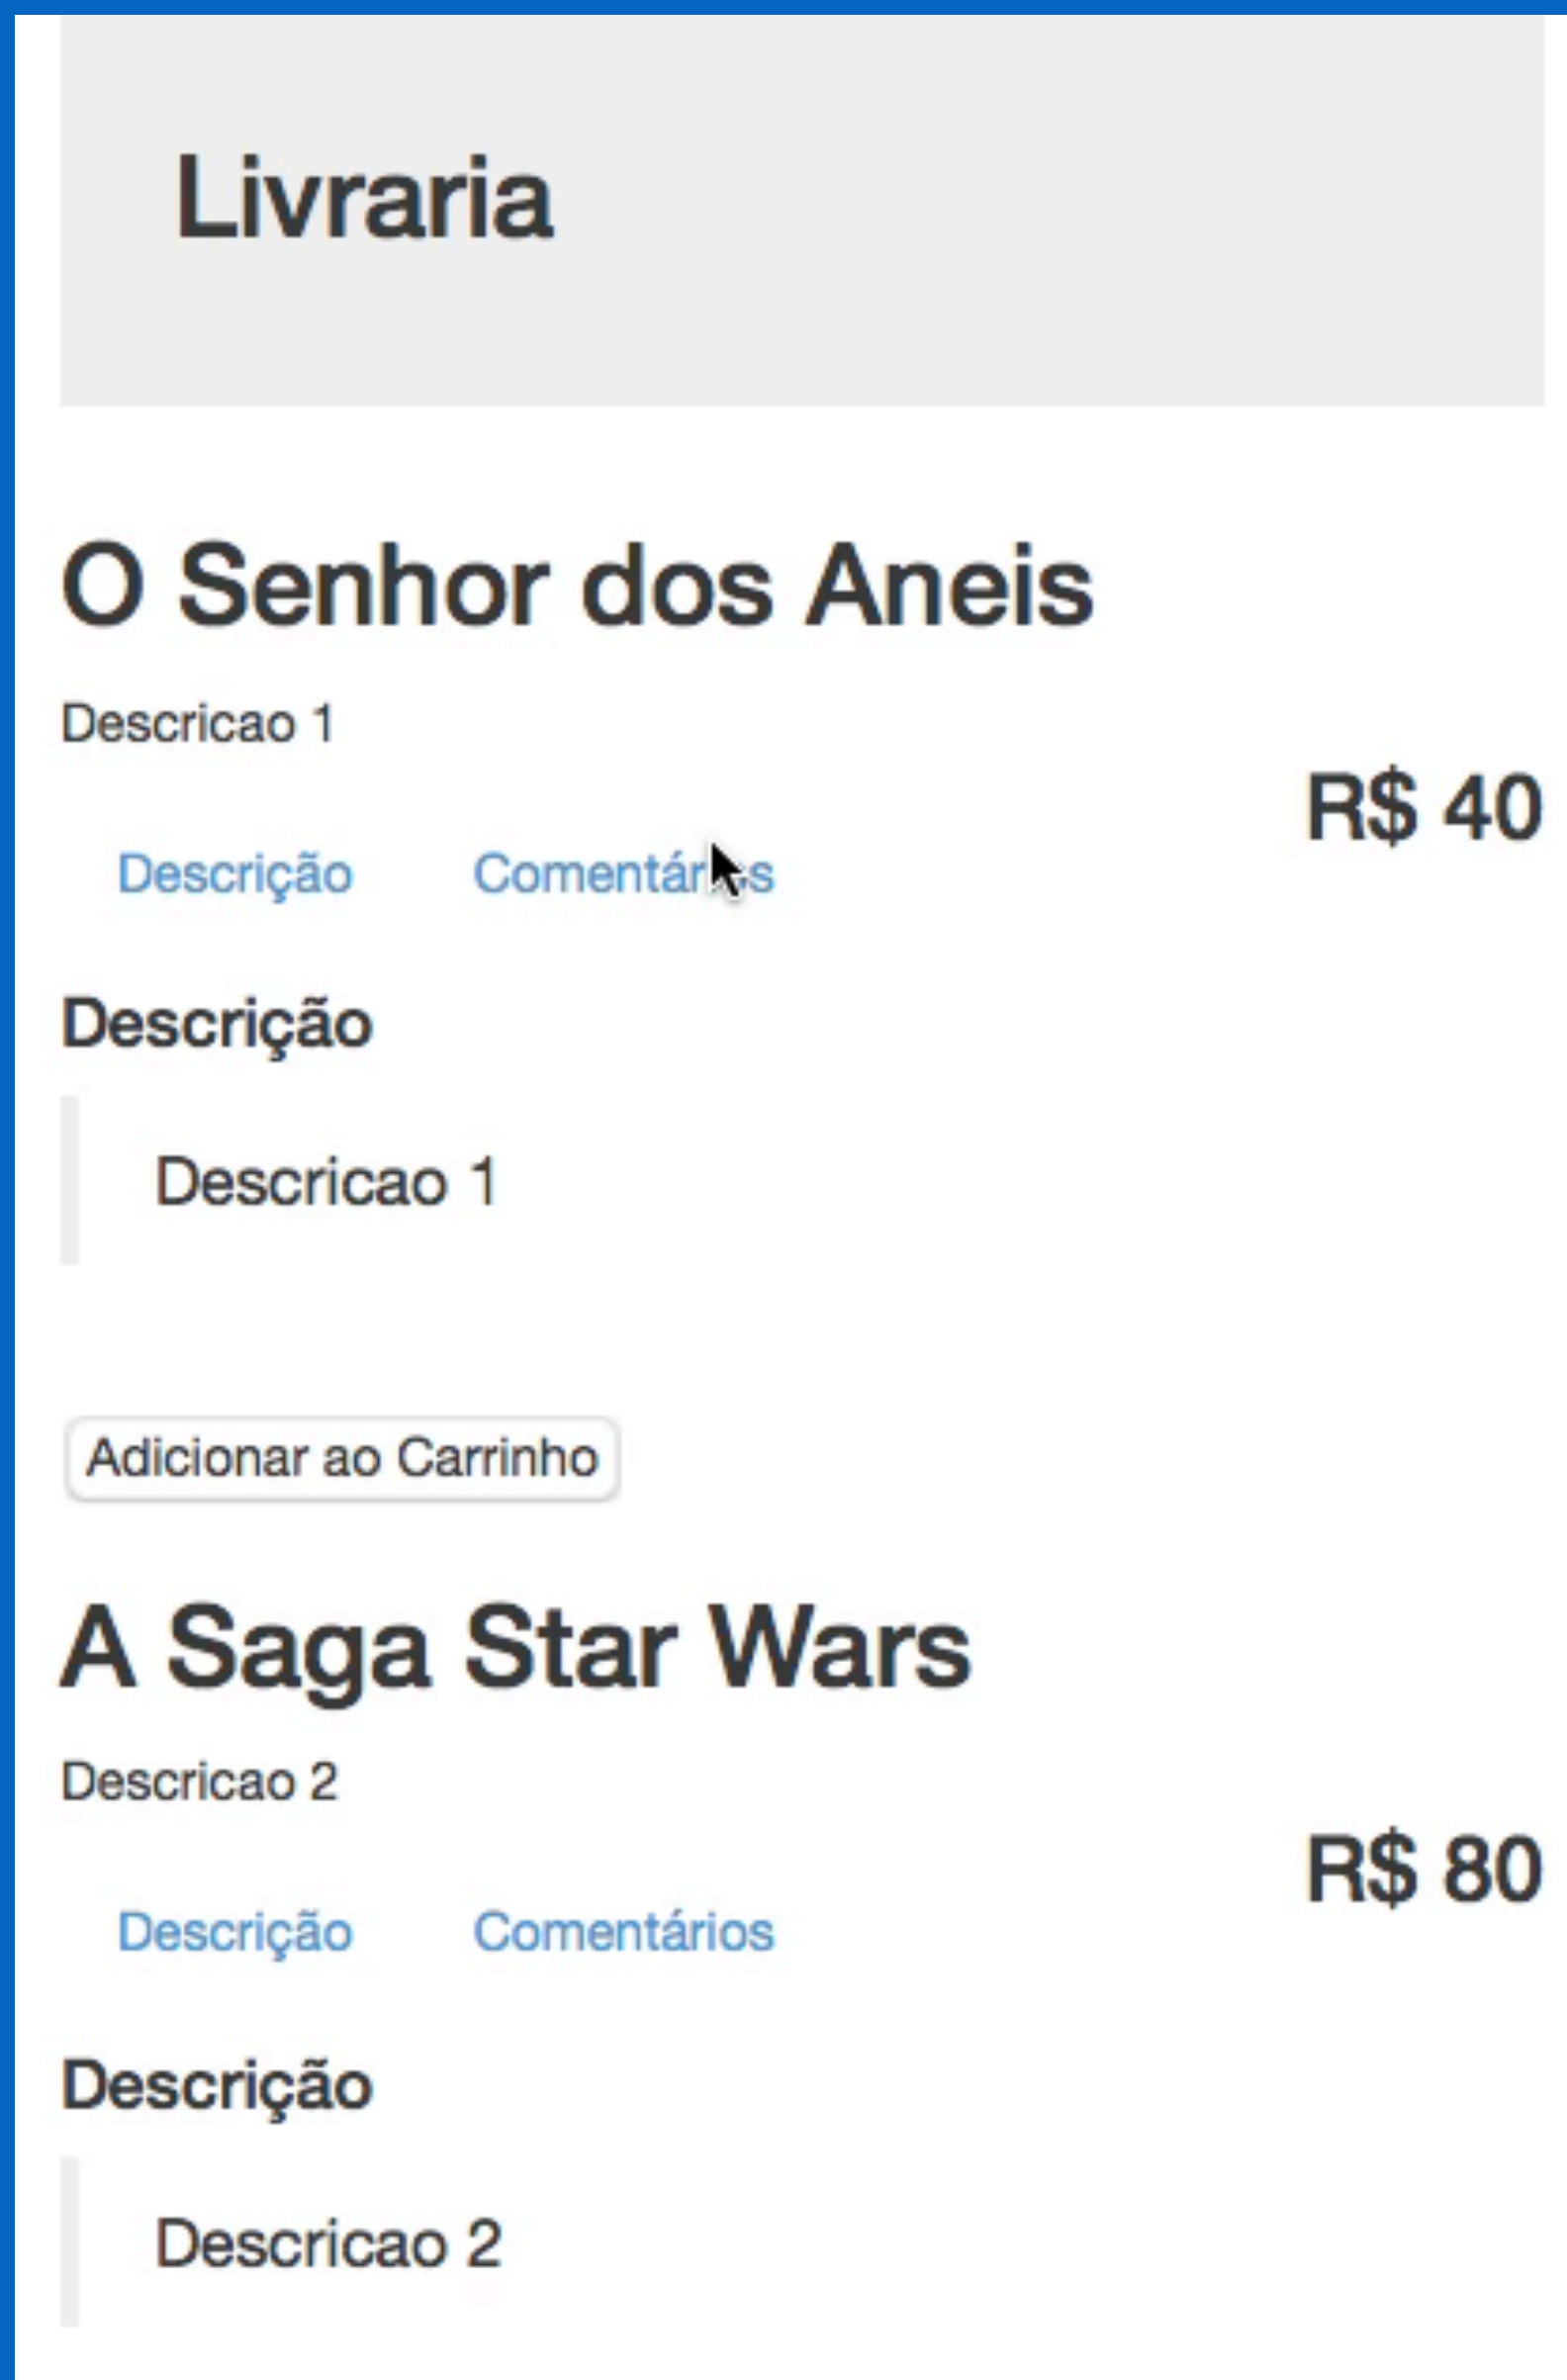 Livraria
O Senhor dos Aneis
Descricao 1
R$ 40
Descrição Comentários
Descrição
Descricao 1
Adicionar ao Carrinho
A Saga Star Wars
Descricao 2
R$ 80
Descrição Comentários
Descrição
Descricao 2